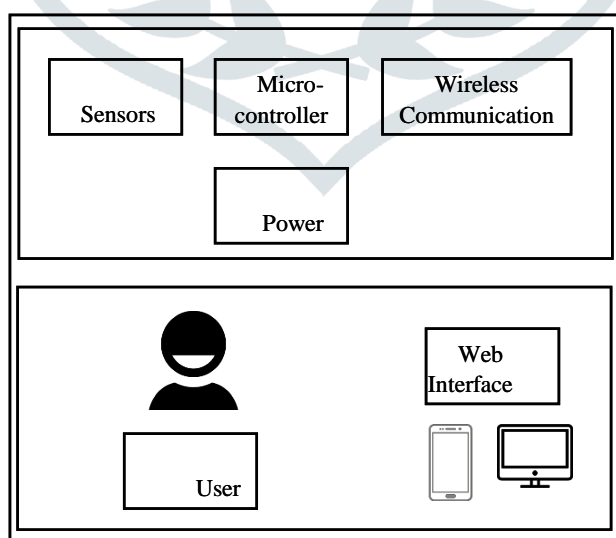 Sensors
Micro-
controller
Wireless
Communication
Power
Web
Interface
User